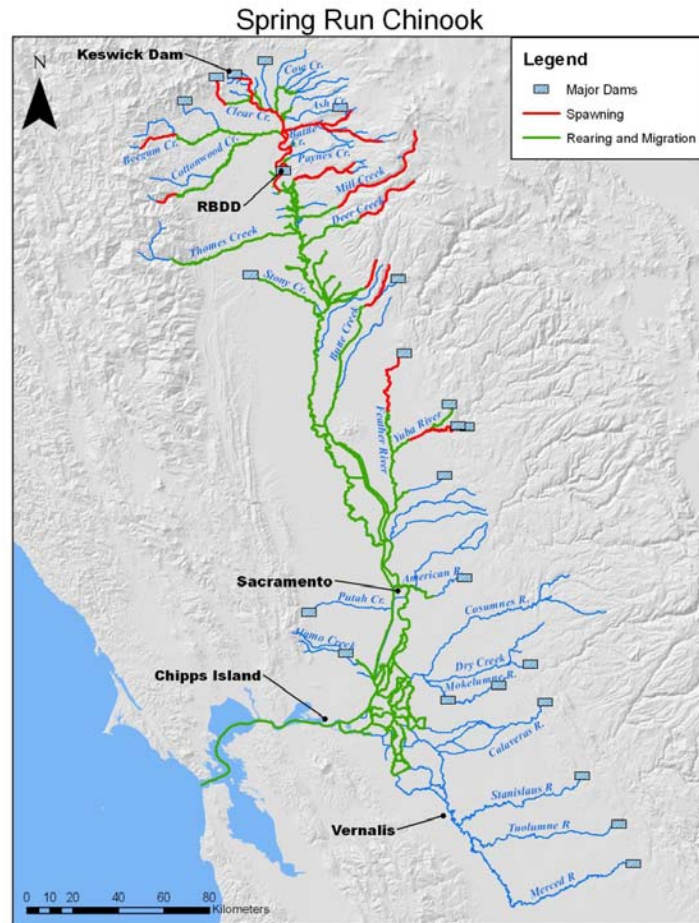 Spring Run Chinook
N
Keswick Dam
Cow Cr.
Ash Cr.
Clear Cr.
Battle
Cr.
Beegum Cr.
Cottonwood Cr.
Paynes Cr.
RBDD
Mill Creek
Deer Creek
Thomes Creek
Stony Cr.
Butte Creek
Feather River
Yuba River
Sacramento
American R.
Putah Cr.
Cosumnes R.
Alamo Creek
Dry Creek
Chipps Island
Mokelumne R.
Calaveras R.
Stanislaus R
Vernalis
Tuolumne R
Merced R
0 10 20 40 60 80
Kilometers
Legend
Major Dams
Spawning
Rearing and Migration